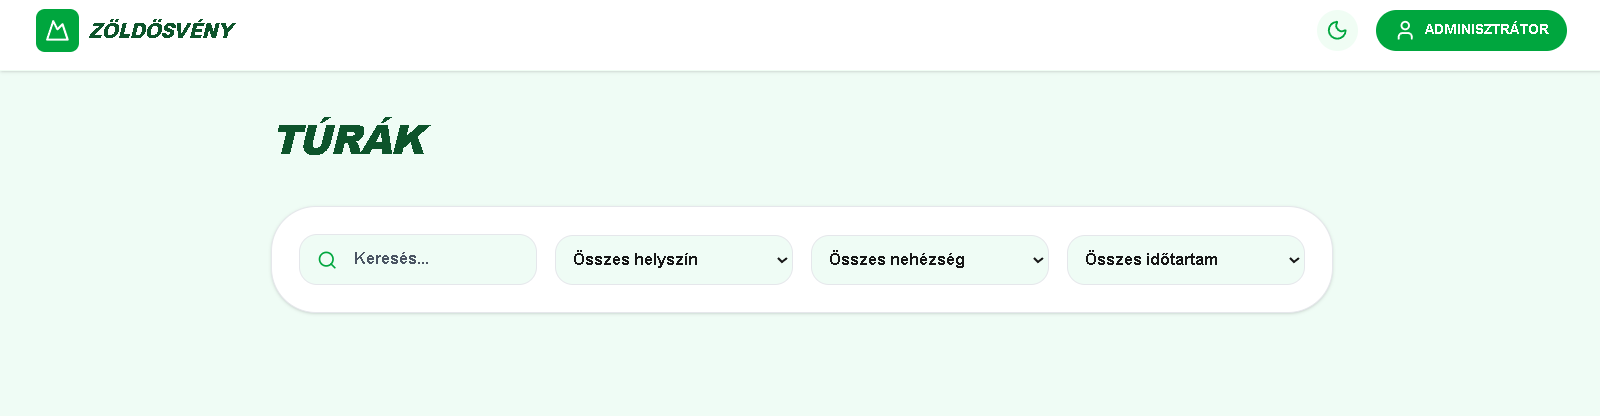 ZÖLDÖSVÉNY
ADMINISZTRÁTOR
TÚRÁK
Keresés...
Összes helyszín
Összes nehézség
Összes időtartam